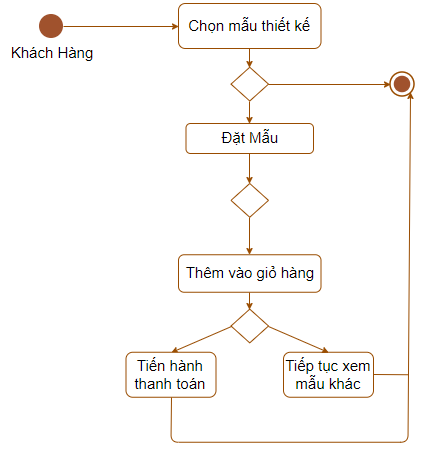 Chọn mẫu thiết kế
Khách Hàng
Đặt Mẫu
Thêm vào giỏ hàng
Tiến hành
thanh toán
Tiếp tục xem
mẫu khác